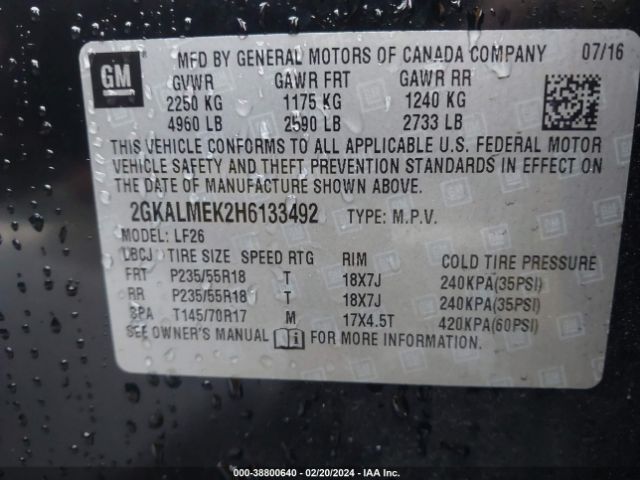 GM
MFD BY GENERAL MOTORS OF CANADA COMPANY 07/16
GVWR GAWR FRT GAWR RR
2250 KG 1175 KG 1240 KG
4960 LB 2590 LB 2733 LB
THIS VEHICLE CONFORMS TO ALL APPLICABLE U.S. FEDERAL MOTOR
VEHICLE SAFETY AND THEFT PREVENTION STANDARDS IN EFFECT ON
THE DATE OF MANUFACTURE SHOWN ABOVE.
2GKALMEK2H6133492 TYPE: M.P.V.
MODEL: LF26
LBCJ TIRE SIZE SPEED RTG RIM COLD TIRE PRESSURE
FRT P235/55R18 T 18X7J 240KPA(35PSI)
RR P235/55R18 T 18X7J 240KPA(35PSI)
SPA T145/70R17 M 17X4.5T 420KPA(60PSI)
SEE OWNER'S MANUAL FOR MORE INFORMATION.
000-38800640 - 02/20/2024 - IAA Inc.